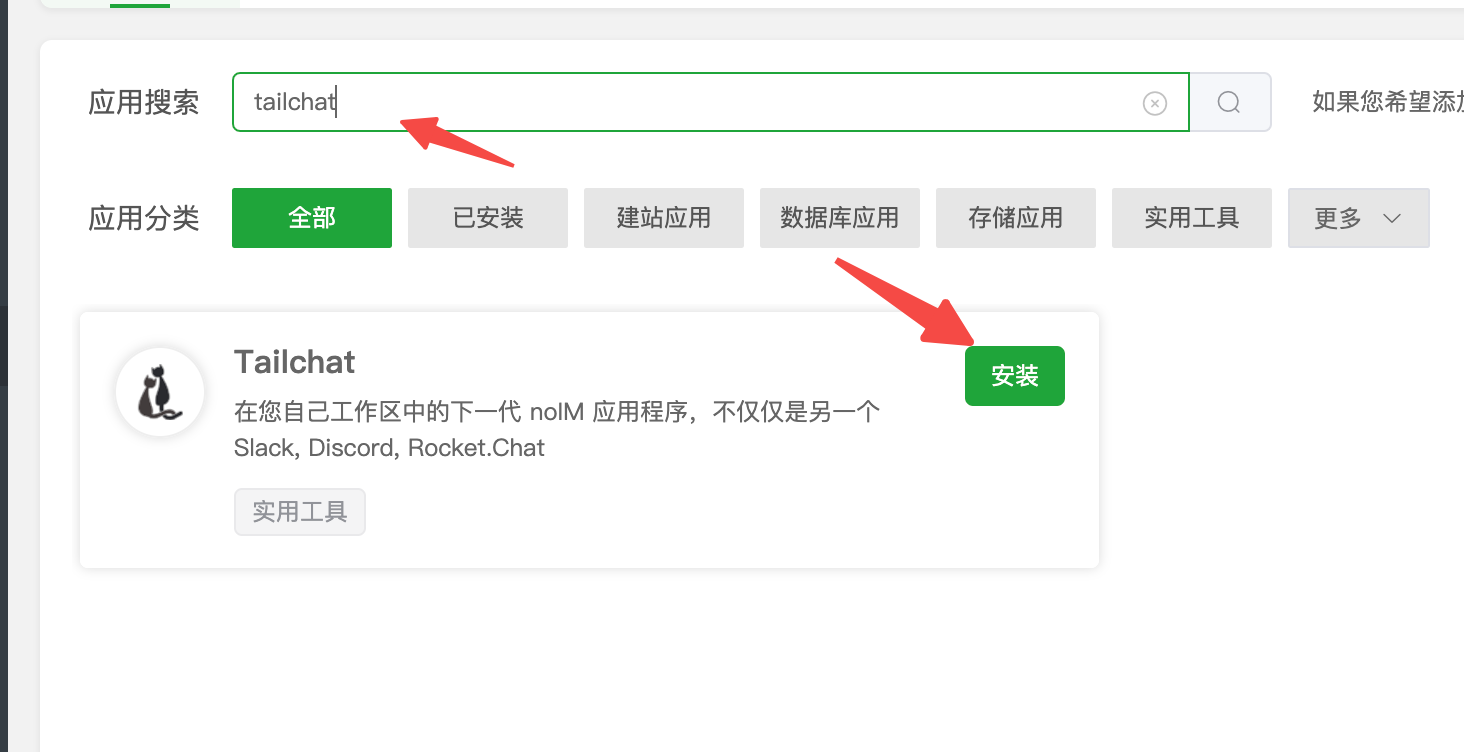 应用搜索
tailchat
如果您希望添加
应用分类
全部
已安装
建站应用
数据库应用
存储应用
实用工具
更多
Tailchat
安装
在您自己工作区中的下一代 noIM 应用程序，不仅仅是另一个
Slack, Discord, Rocket.Chat
实用工具